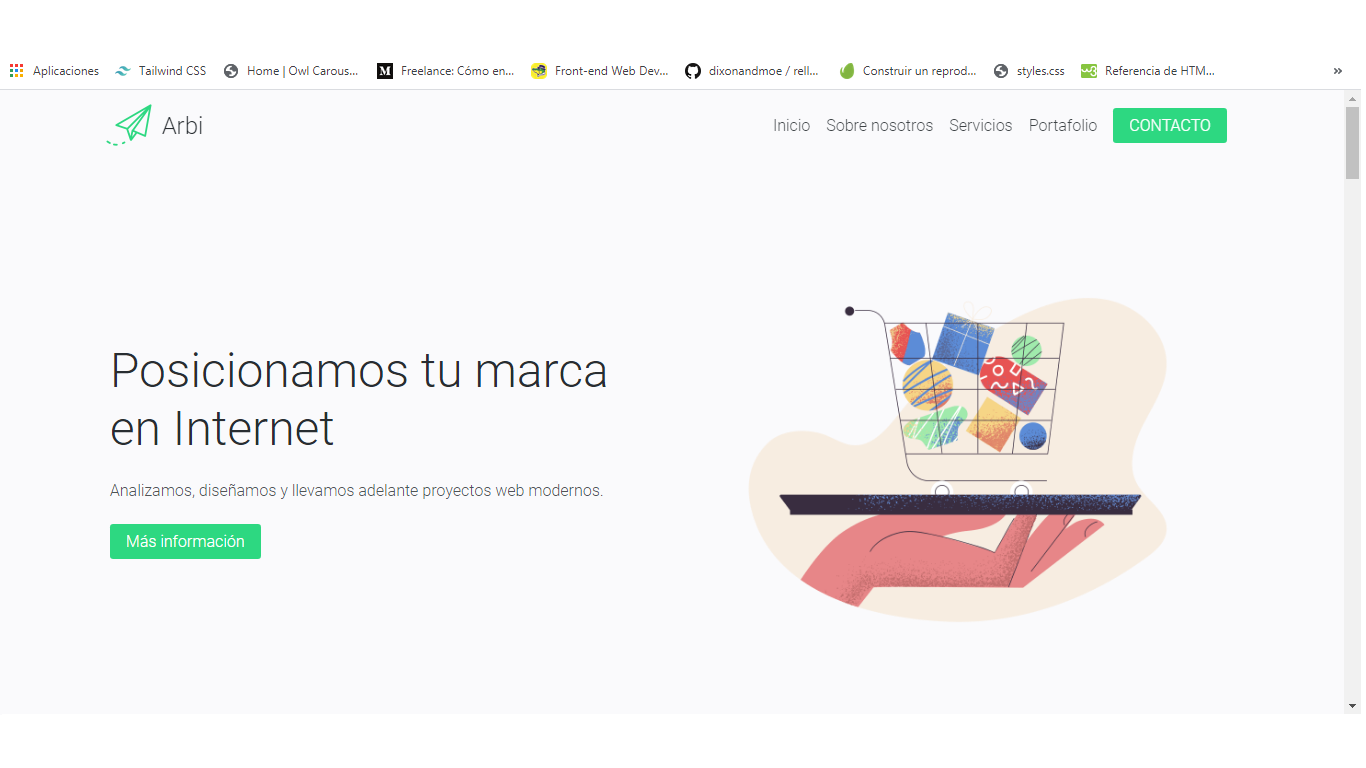 Aplicaciones Tailwind CSS Home | Owl Carous... M Freelance: Cómo en... Front-end Web Dev... dixonandmoe / rell... Construir un reprod... styles.css w3 Referencia de HTM... »
Arbi Inicio Sobre nosotros Servicios Portafolio CONTACTO
Posicionamos tu marca
en Internet
Analizamos, diseñamos y llevamos adelante proyectos web modernos.
Más información